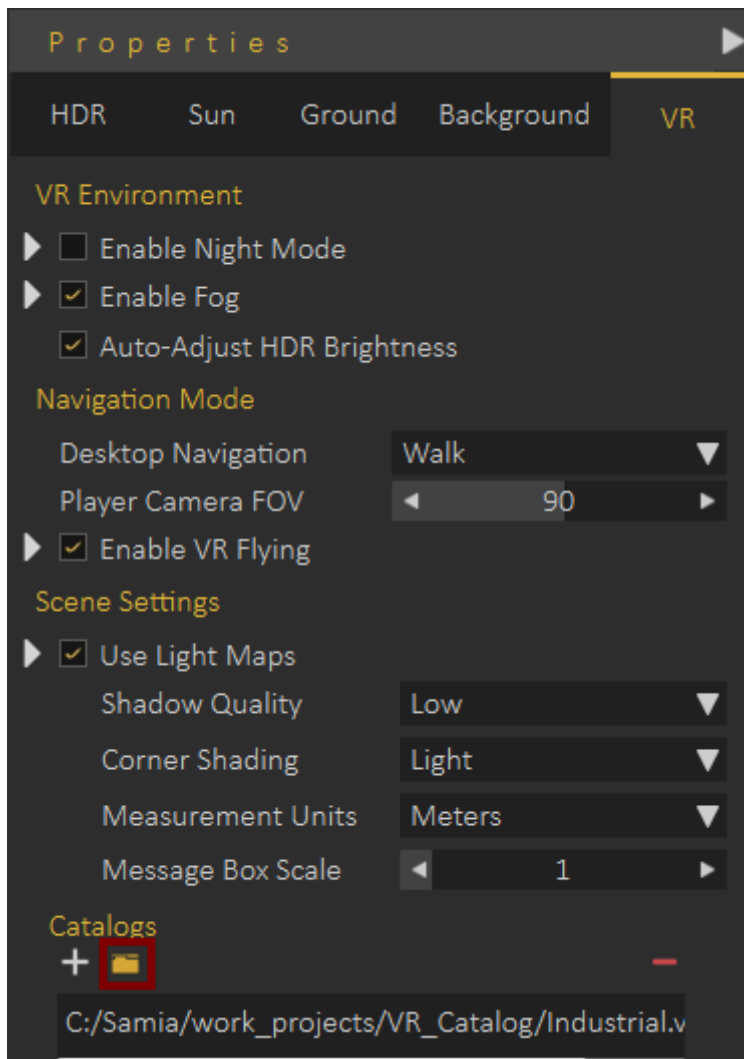 Properties
HDR Sun Ground Background VR
VR Environment
Enable Night Mode
Enable Fog
Auto-Adjust HDR Brightness
Navigation Mode
Desktop Navigation Walk
Player Camera FOV 90
Enable VR Flying
Scene Settings
Use Light Maps
Shadow Quality Low
Corner Shading Light
Measurement Units Meters
Message Box Scale 1
Catalogs
C:/Samia/work_projects/VR_Catalog/Industrial.v